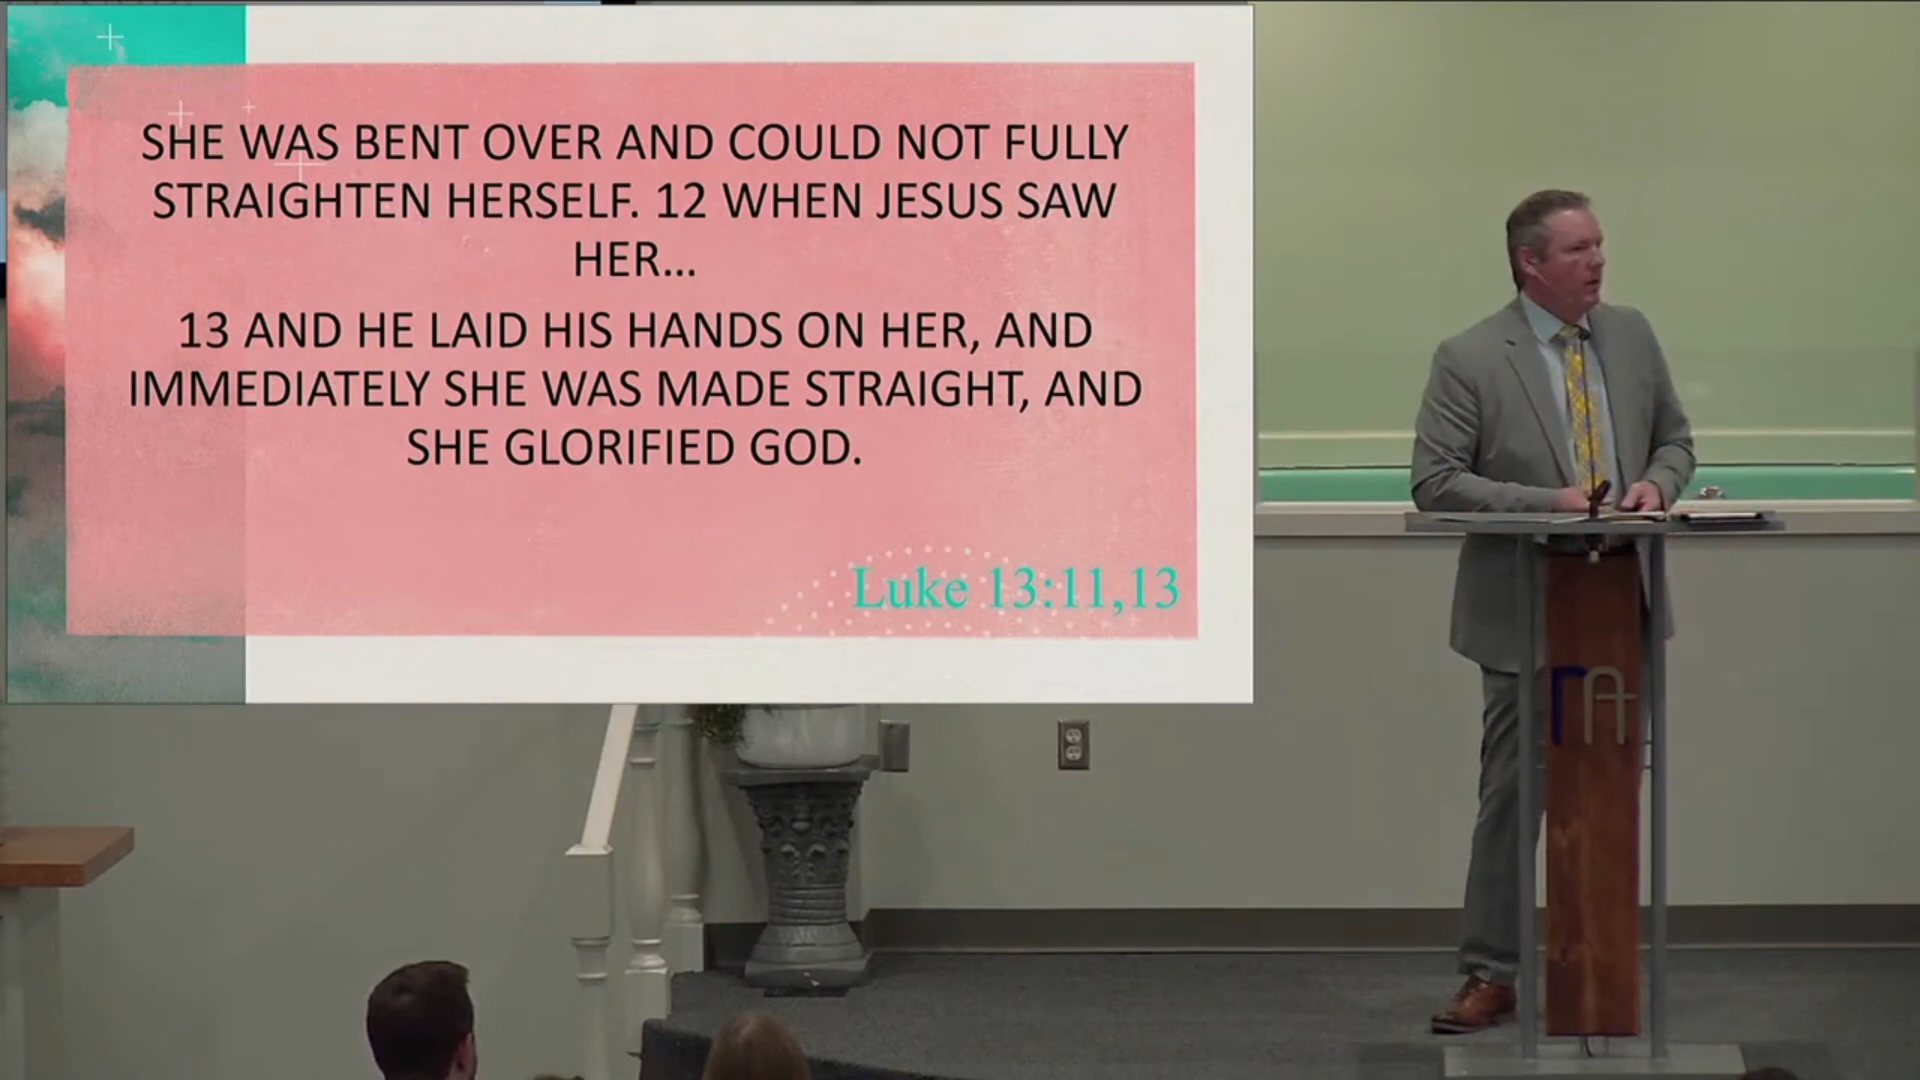 SHE WAS BENT OVER AND COULD NOT FULLY
STRAIGHTEN HERSELF. 12 WHEN JESUS SAW
HER...
13 AND HE LAID HIS HANDS ON HER, AND
IMMEDIATELY SHE WAS MADE STRAIGHT, AND
SHE GLORIFIED GOD.
Luke 13:11,13